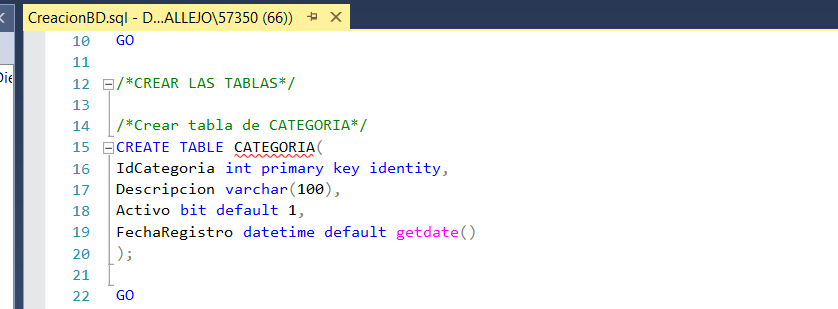 CreacionBD.sql - D...ALLEJO\57350 (66))
Die
10 GO
11
12 /*CREAR LAS TABLAS*/
13
14 /*Crear tabla de CATEGORIA*/
15 CREATE TABLE CATEGORIA(
16 IdCategoria int primary key identity,
17 Descripcion varchar(100),
18 Activo bit default 1,
19 FechaRegistro datetime default getdate()
20 );
21
22 GO